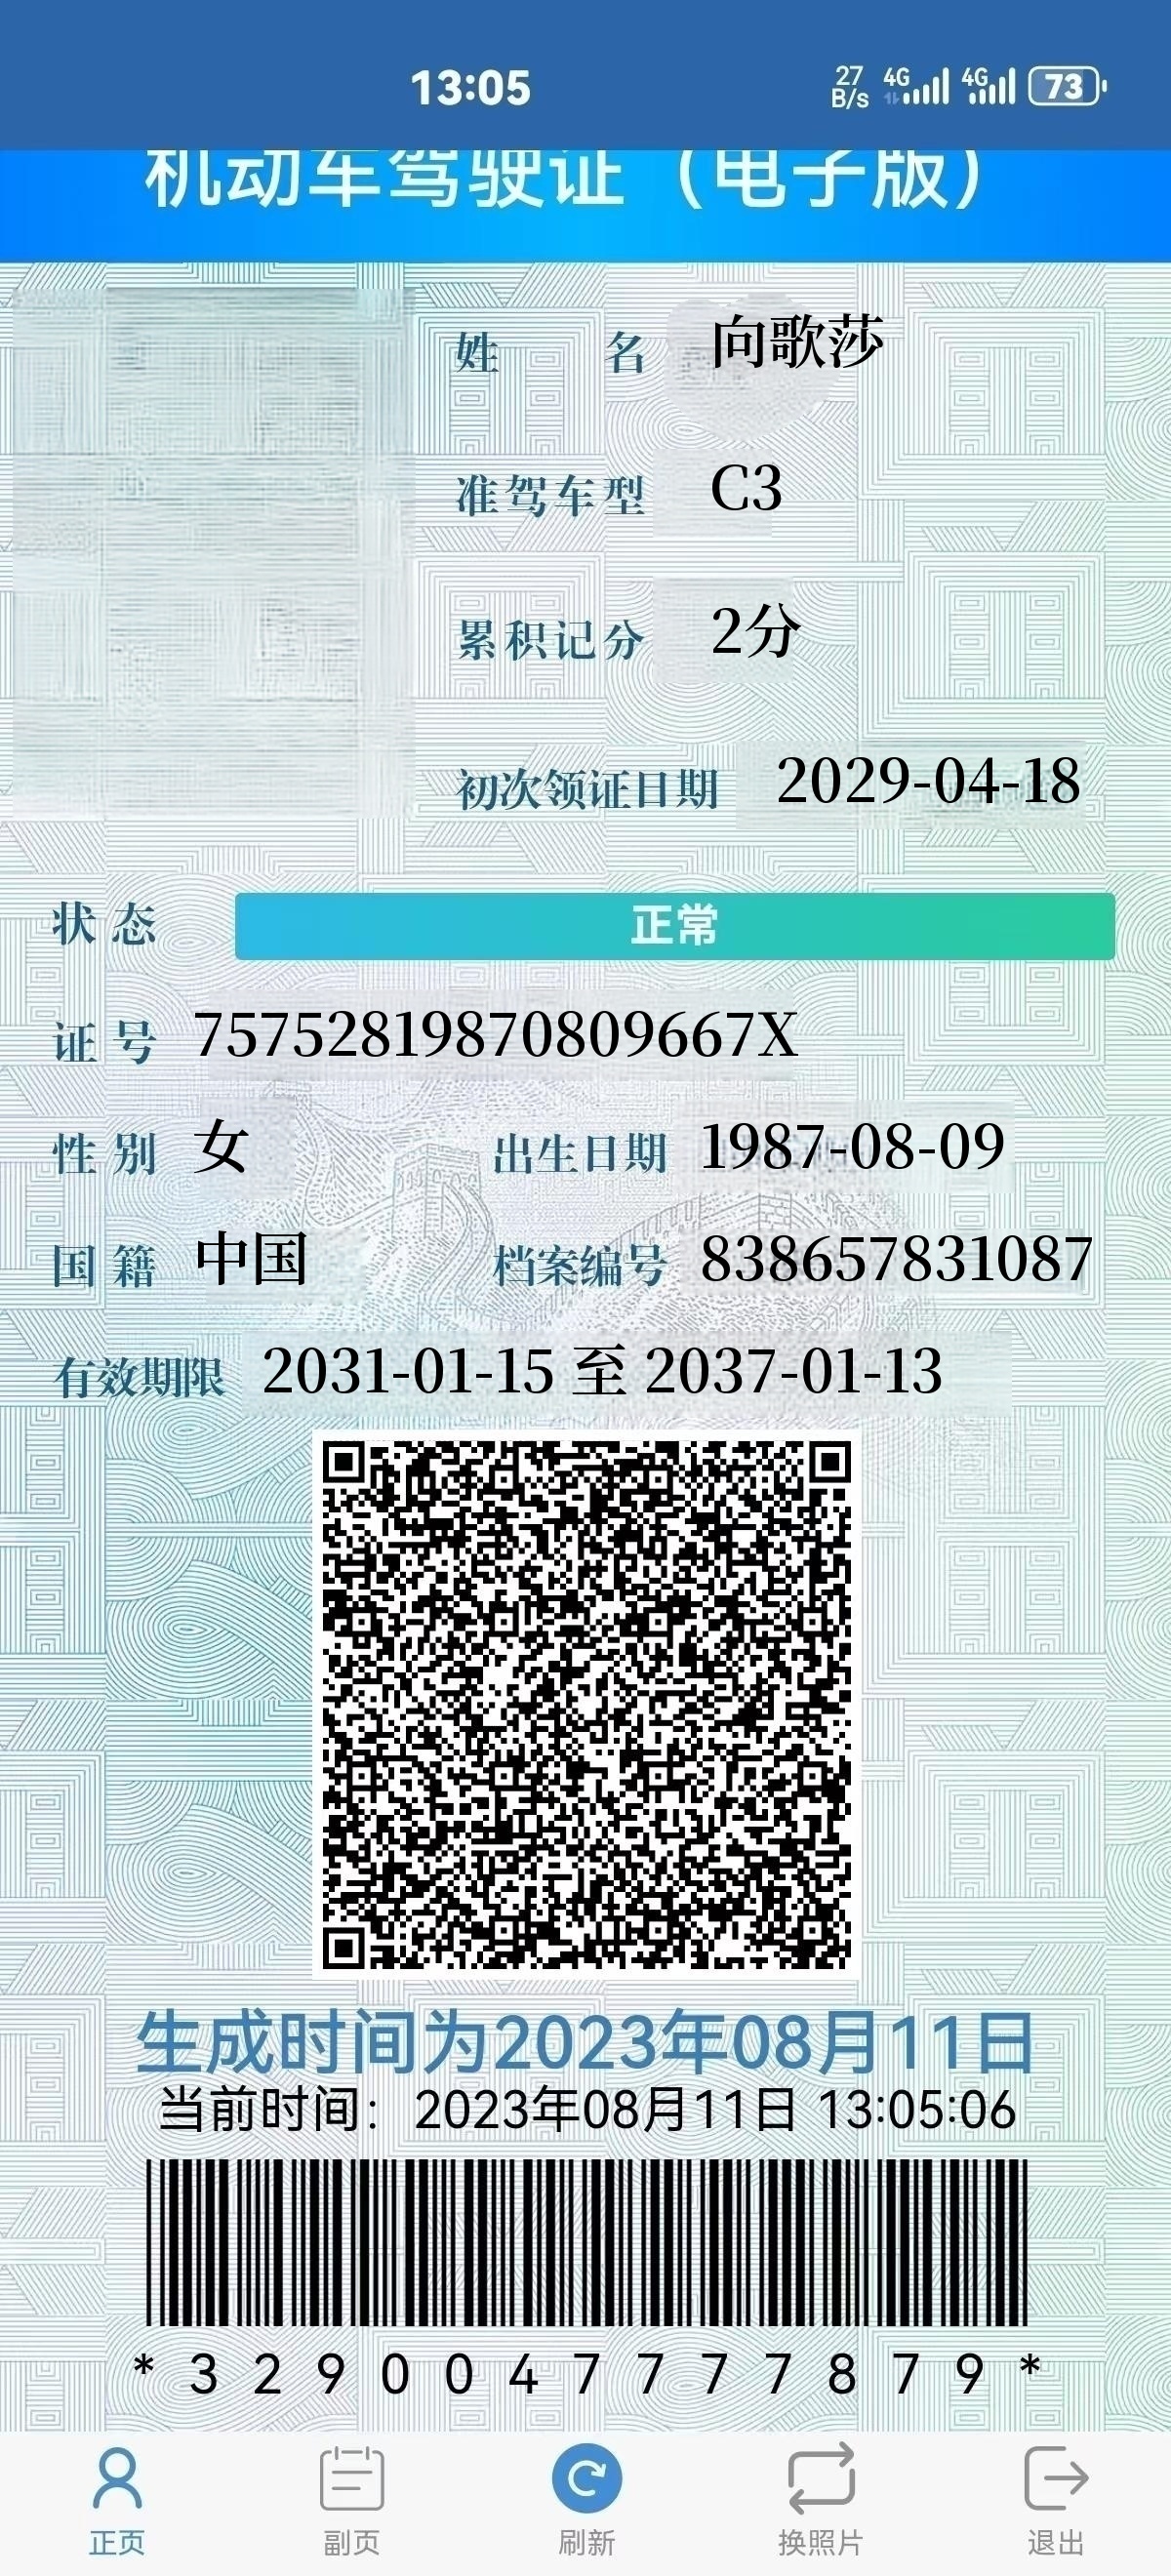 13:05
27 B/s 4G 4G 73
机动车驾驶证（电子版）
姓名 向歌莎
准驾车型 C3
累积记分 2分
初次领证日期 2029-04-18
状态 正常
证号 75752819870809667X
性别 女 出生日期 1987-08-09
国籍 中国 档案编号 838657831087
有效期限 2031-01-15 至 2037-01-13
生成时间为2023年08月11日
当前时间：2023年08月11日 13:05:06
*3290047777879*
正页 副页 刷新 换照片 退出